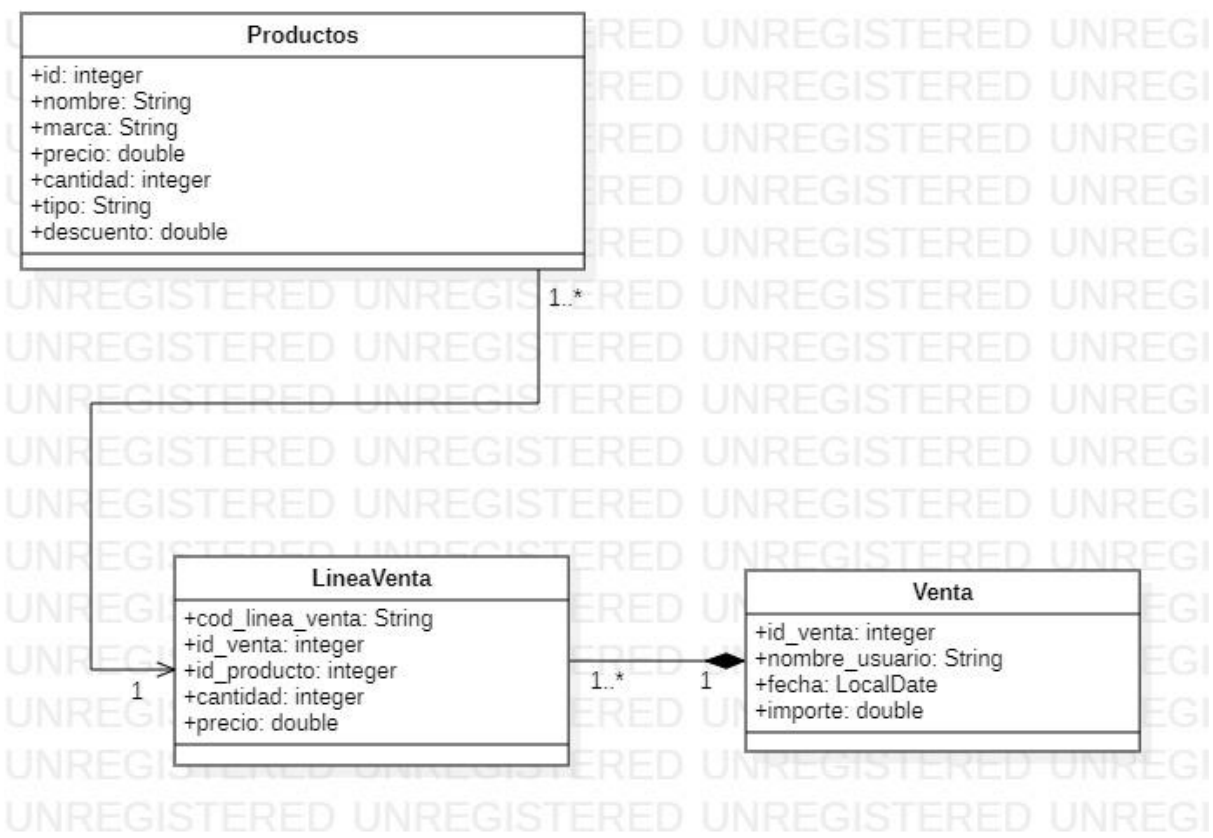 Productos
+id: integer
+nombre: String
+marca: String
+precio: double
+cantidad: integer
+tipo: String
+descuento: double
1..*
LineaVenta
+cod_linea_venta: String
+id_venta: integer
+id_producto: integer
+cantidad: integer
+precio: double
1
1..*
1
Venta
+id_venta: integer
+nombre_usuario: String
+fecha: LocalDate
+importe: double
UNREGISTERED UNREGISTERED UNREGI